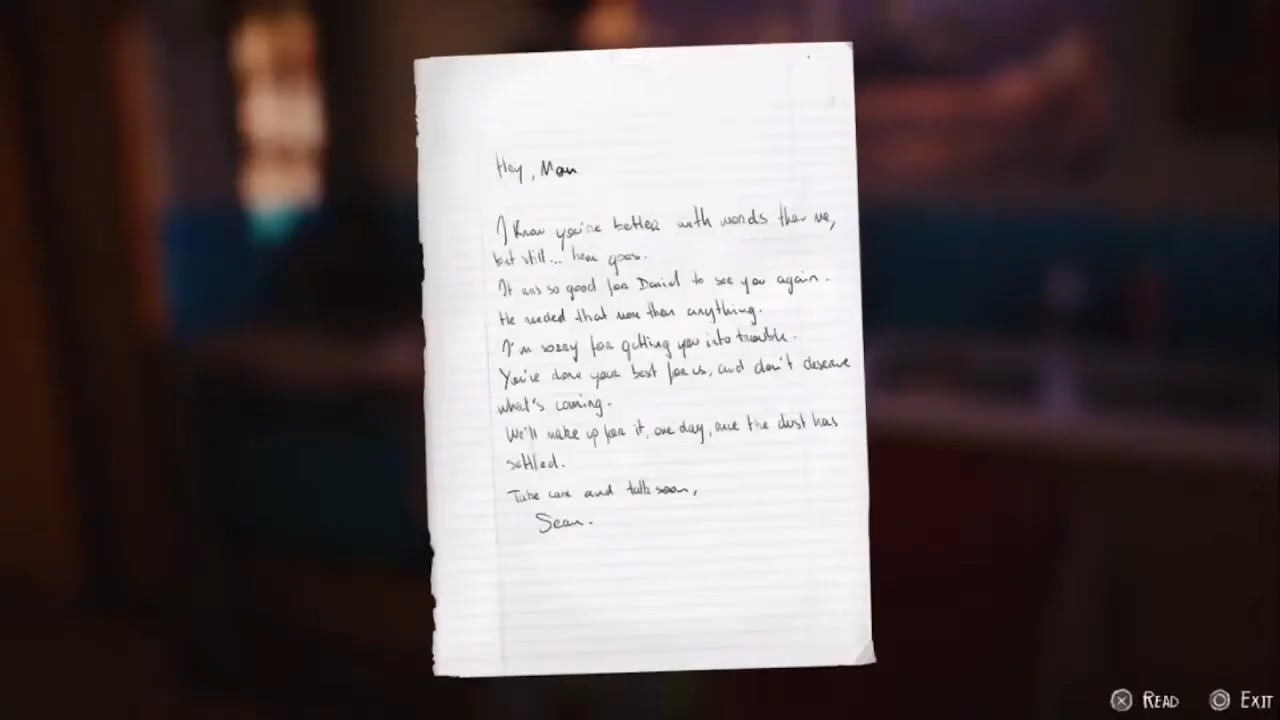 Hey, Mom
I know you're better with words than me,
but still... here goes.
It was so good for Daniel to see you again.
He needed that more than anything.
I'm sorry for getting you into trouble.
You've done your best for us, and don't deserve
what's coming.
We'll make up for it, one day, once the dust has
settled.
Take care and talk soon,
Sean.
READ EXIT